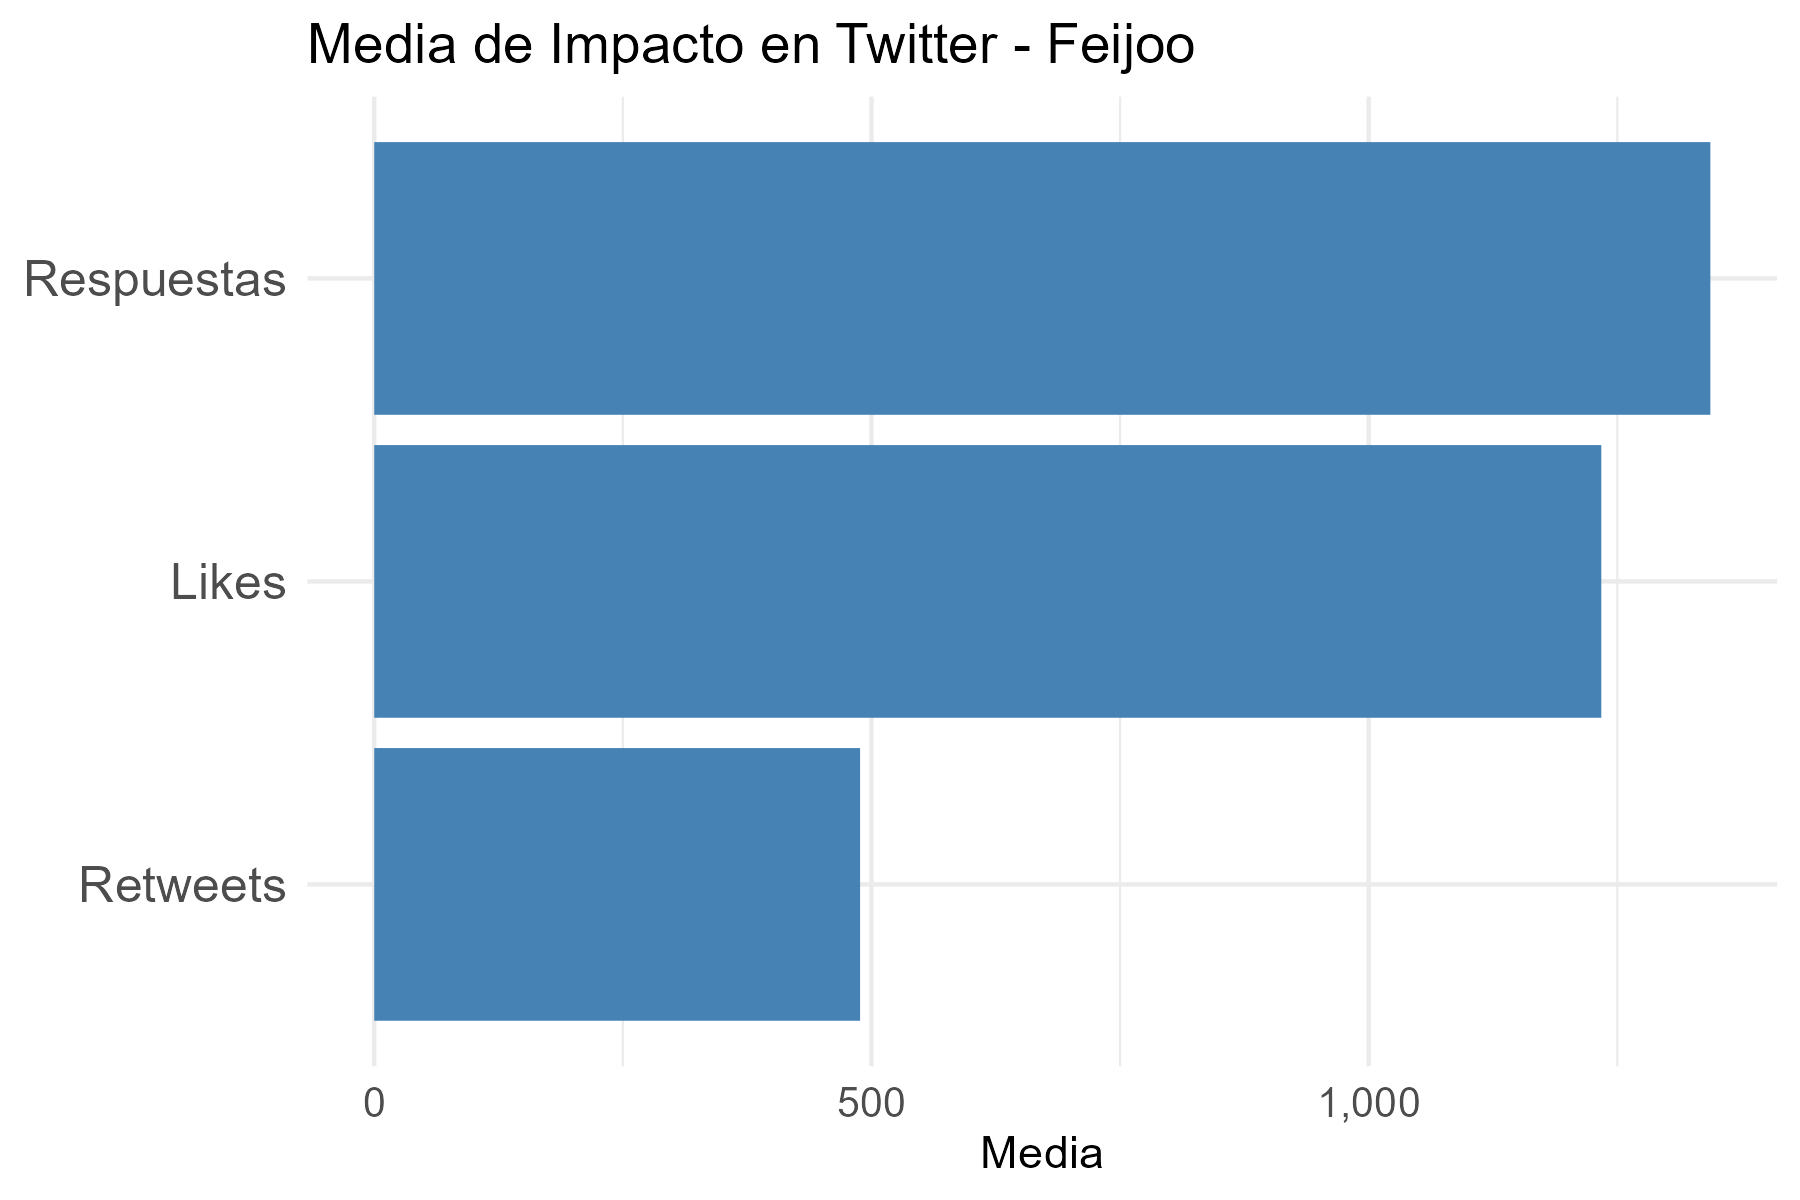 Media de Impacto en Twitter - Feijoo
Respuestas
Likes
Retweets
0
500
1,000
Media